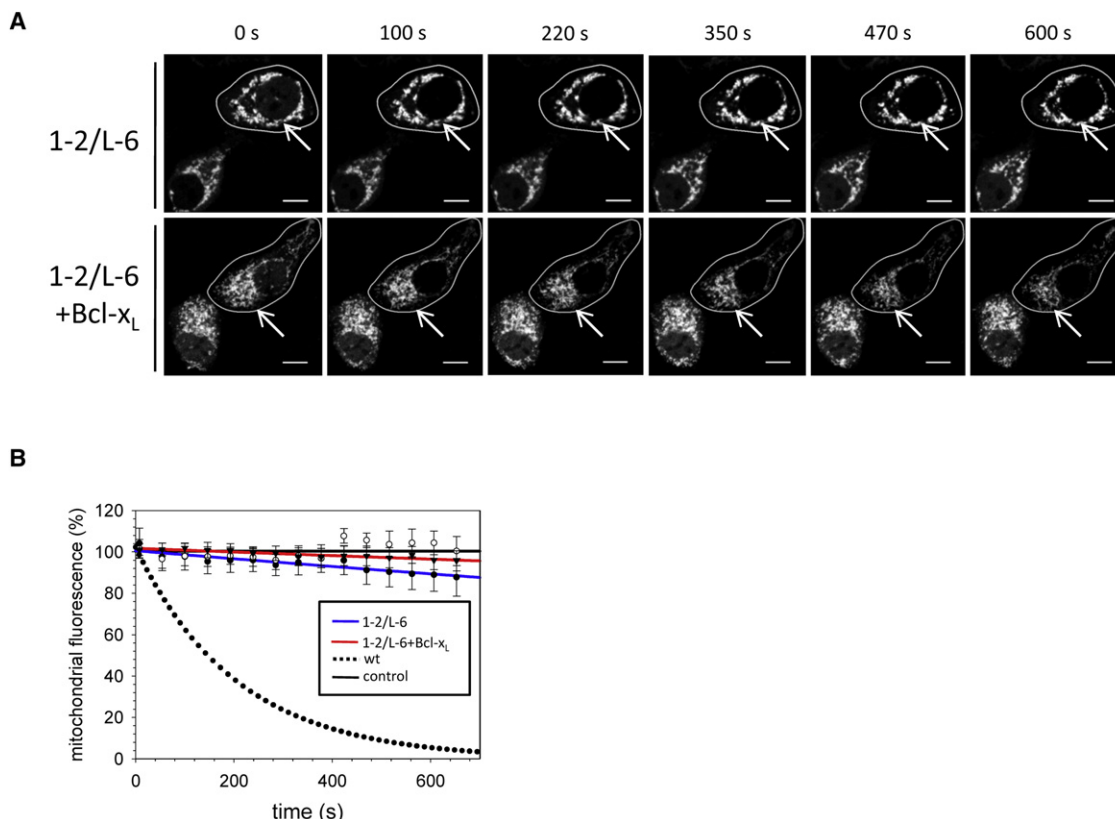 A
0 s 100 s 220 s 350 s 470 s 600 s
1-2/L-6
1-2/L-6
+Bcl-xL
B
120
100
80
60
40
20
0
0 200 400 600
mitochondrial fluorescence (%)
time (s)
1-2/L-6
1-2/L-6+Bcl-xL
wt
control